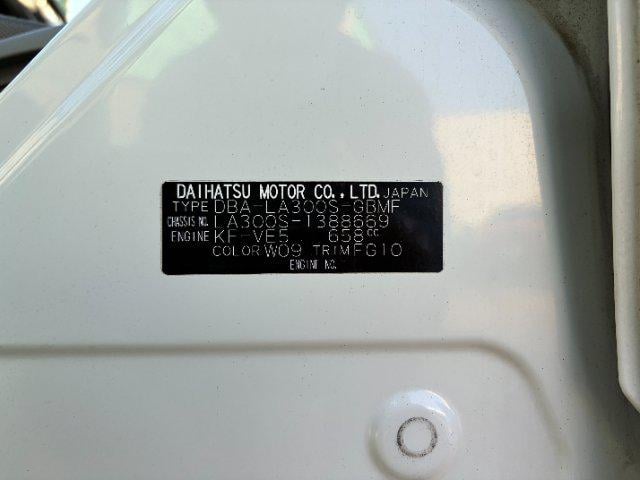 DAIHATSU MOTOR CO., LTD. JAPAN
TYPE DBA-LA300S-GBMF
CHASSIS NO. LA300S-1388669
ENGINE KF-VE5 658cc
COLOR W09 TRIM FG10
ENGINE NO.